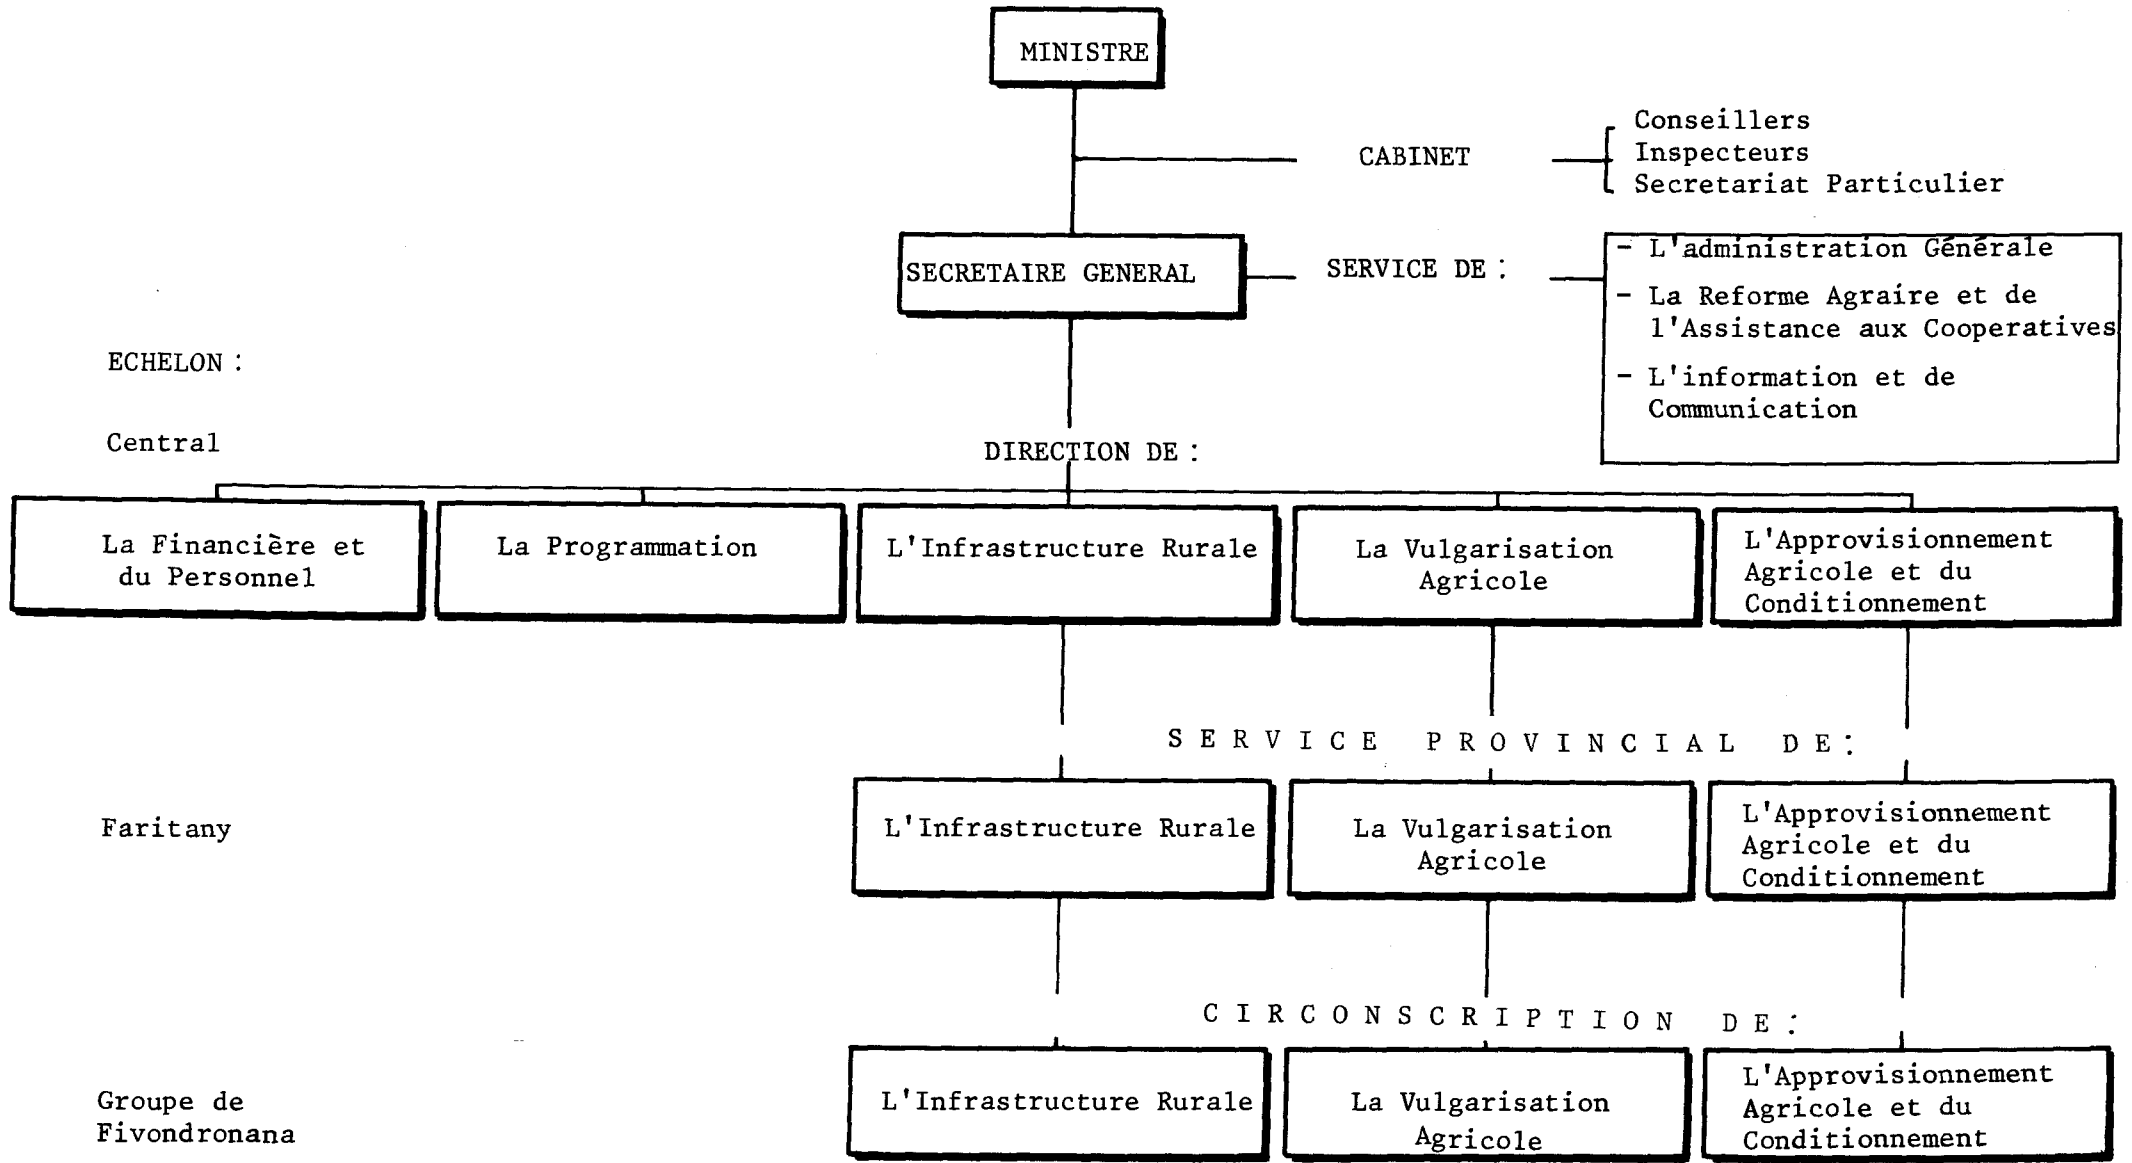 MINISTRE
CABINET
Conseillers
Inspecteurs
Secretariat Particulier
SECRETAIRE GENERAL
SERVICE DE :
- L'administration Générale
- La Reforme Agraire et de
l'Assistance aux Cooperatives
- L'information et de
Communication
ECHELON :
Central
DIRECTION DE :
La Financière et
du Personnel
La Programmation
L'Infrastructure Rurale
La Vulgarisation
Agricole
L'Approvisionnement
Agricole et du
Conditionnement
SERVICE PROVINCIAL DE:
Faritany
L'Infrastructure Rurale
La Vulgarisation
Agricole
L'Approvisionnement
Agricole et du
Conditionnement
CIRCONSCRIPTION DE:
Groupe de
Fivondronana
L'Infrastructure Rurale
La Vulgarisation
Agricole
L'Approvisionnement
Agricole et du
Conditionnement